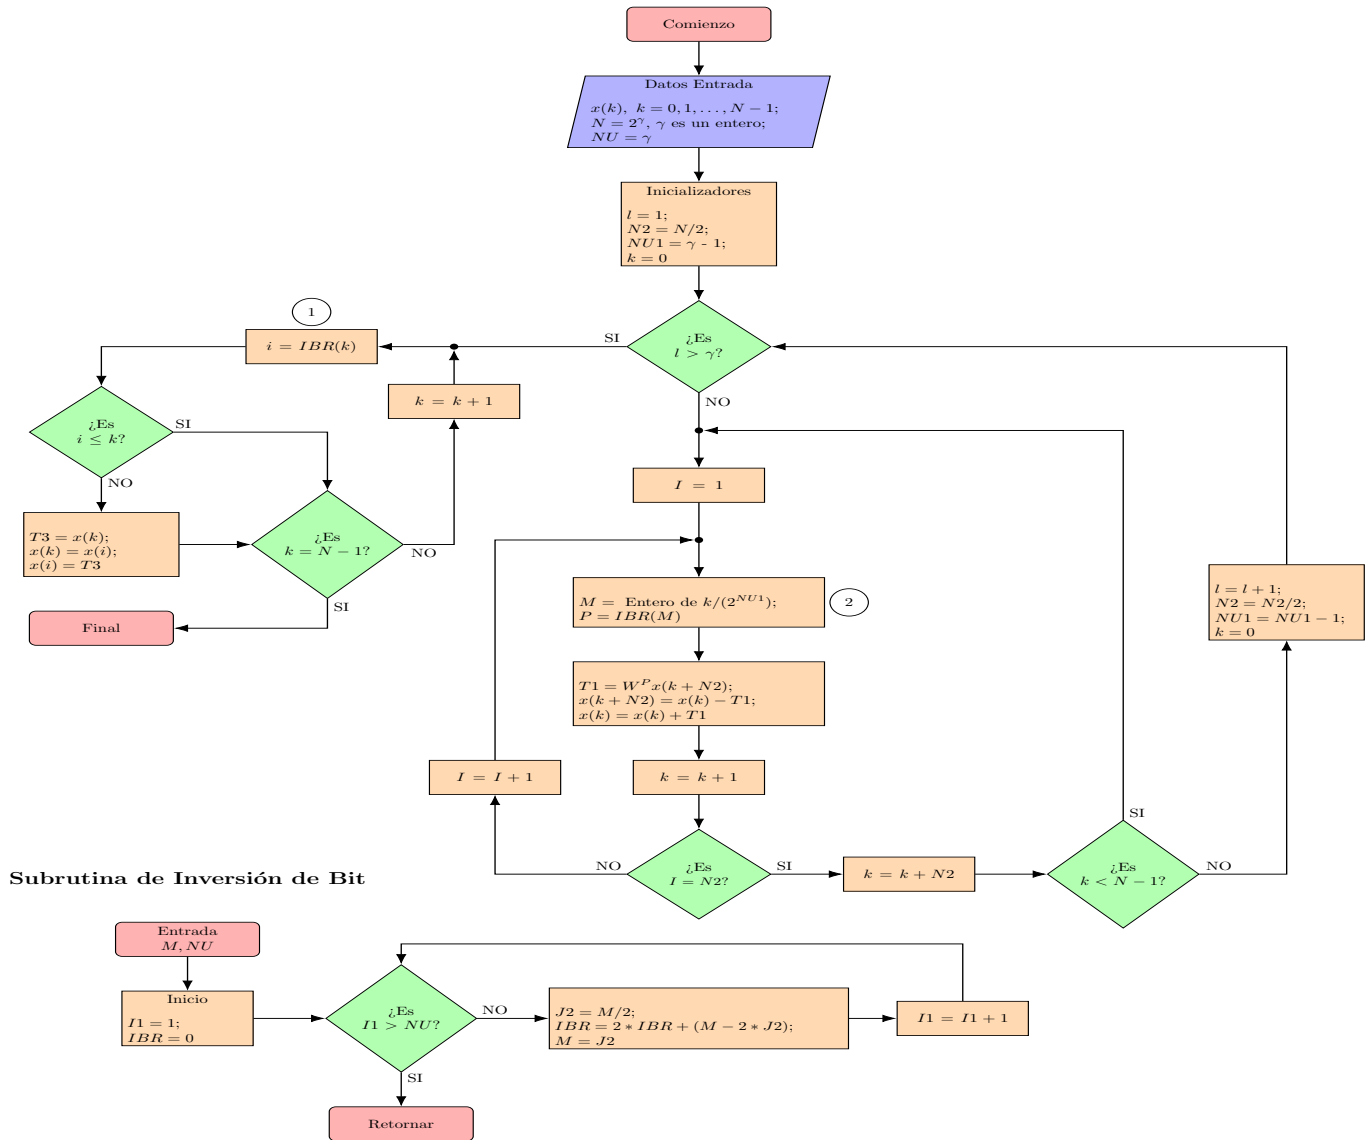 Comienzo
Datos Entrada
x(k), k = 0, 1, . . . , N − 1;
N = 2^γ, γ es un entero;
NU = γ
Inicializadores
l = 1;
N2 = N/2;
NU1 = γ - 1;
k = 0
¿Es
l > γ?
SI
NO
1
i = IBR(k)
k = k + 1
¿Es
i ≤ k?
SI
NO
T3 = x(k);
x(k) = x(i);
x(i) = T3
¿Es
k = N − 1?
NO
SI
Final
I = 1
M = Entero de k/(2^{NU1});
P = IBR(M)
2
T1 = W^P x(k + N2);
x(k + N2) = x(k) − T1;
x(k) = x(k) + T1
I = I + 1
k = k + 1
¿Es
I = N2?
NO
SI
k = k + N2
¿Es
k < N − 1?
SI
NO
l = l + 1;
N2 = N2/2;
NU1 = NU1 − 1;
k = 0
Subrutina de Inversión de Bit
Entrada
M, NU
Inicio
I1 = 1;
IBR = 0
¿Es
I1 > NU?
NO
SI
J2 = M/2;
IBR = 2 ∗ IBR + (M − 2 ∗ J2);
M = J2
I1 = I1 + 1
Retornar